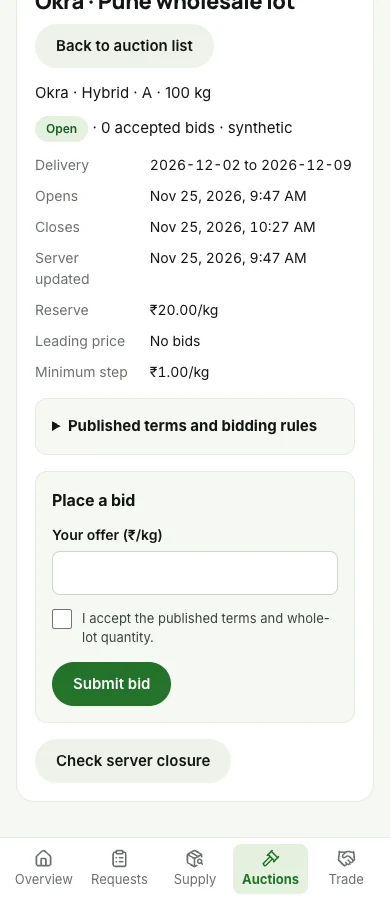 Okra · Pune wholesale lot
Back to auction list
Okra · Hybrid · A · 100 kg
Open · 0 accepted bids · synthetic
Delivery 2026-12-02 to 2026-12-09
Opens Nov 25, 2026, 9:47 AM
Closes Nov 25, 2026, 10:27 AM
Server updated Nov 25, 2026, 9:47 AM
Reserve ₹20.00/kg
Leading price No bids
Minimum step ₹1.00/kg
Published terms and bidding rules
Place a bid
Your offer (₹/kg)
I accept the published terms and whole-
lot quantity.
Submit bid
Check server closure
Overview Requests Supply Auctions Trade